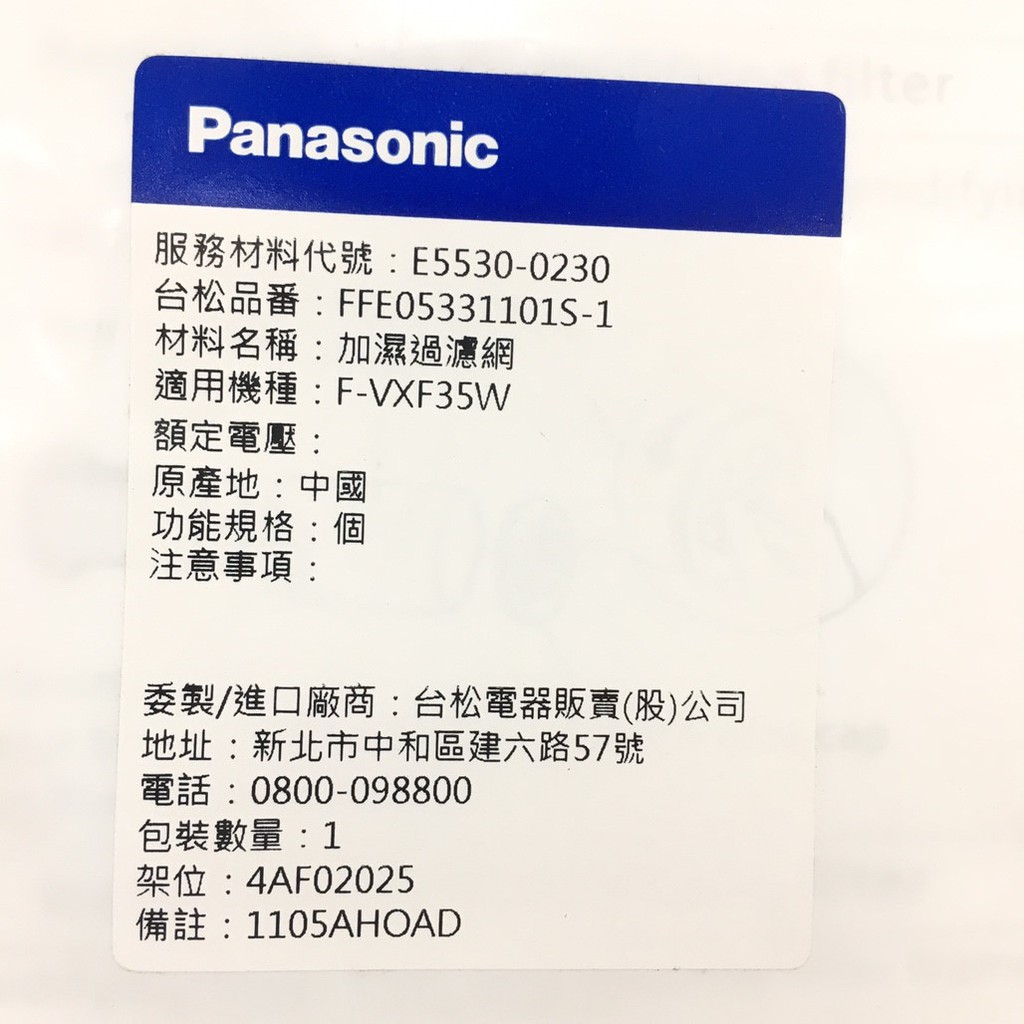 Panasonic
服務材料代號：E5530-0230
台松品番：FFE05331101S-1
材料名稱：加濕過濾網
適用機種：F-VXF35W
額定電壓：
原產地：中國
功能規格：個
注意事項：
委製/進口廠商：台松電器販賣(股)公司
地址：新北市中和區建六路57號
電話：0800-098800
包裝數量：1
架位：4AF02025
備註：1105AHOAD